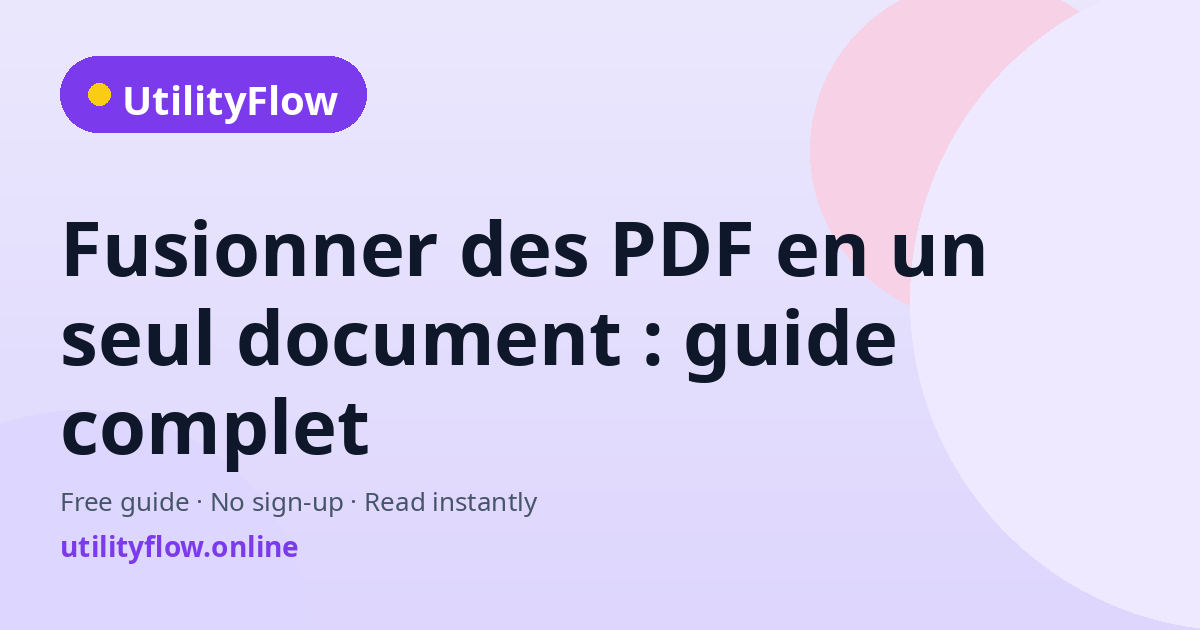 UtilityFlow
Fusionner des PDF en un
seul document : guide
complet
Free guide · No sign-up · Read instantly
utilityflow.online